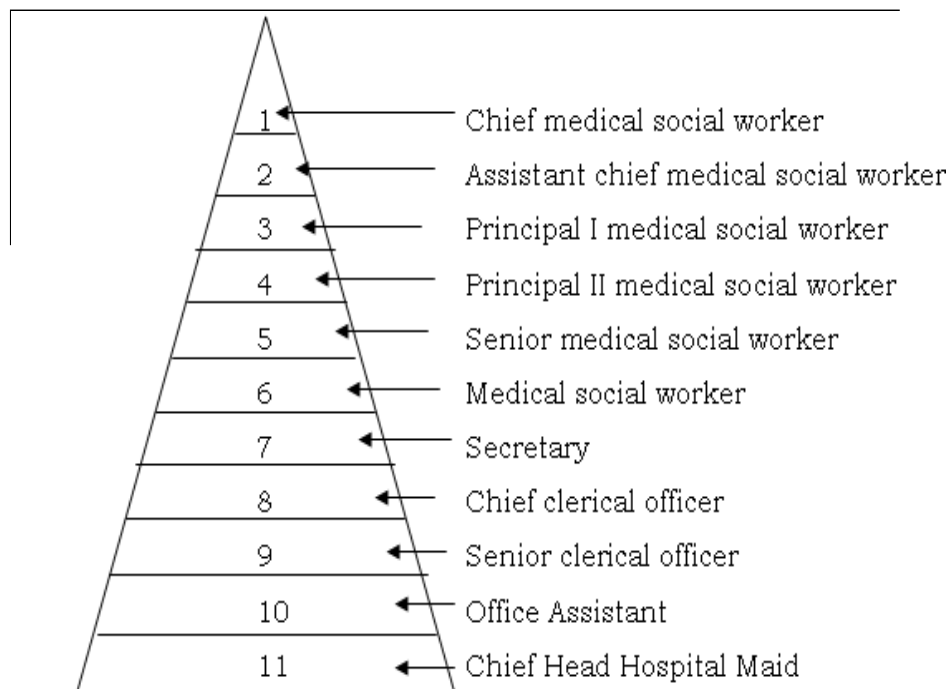 1 Chief medical social worker
2 Assistant chief medical social worker
3 Principal I medical social worker
4 Principal II medical social worker
5 Senior medical social worker
6 Medical social worker
7 Secretary
8 Chief clerical officer
9 Senior clerical officer
10 Office Assistant
11 Chief Head Hospital Maid